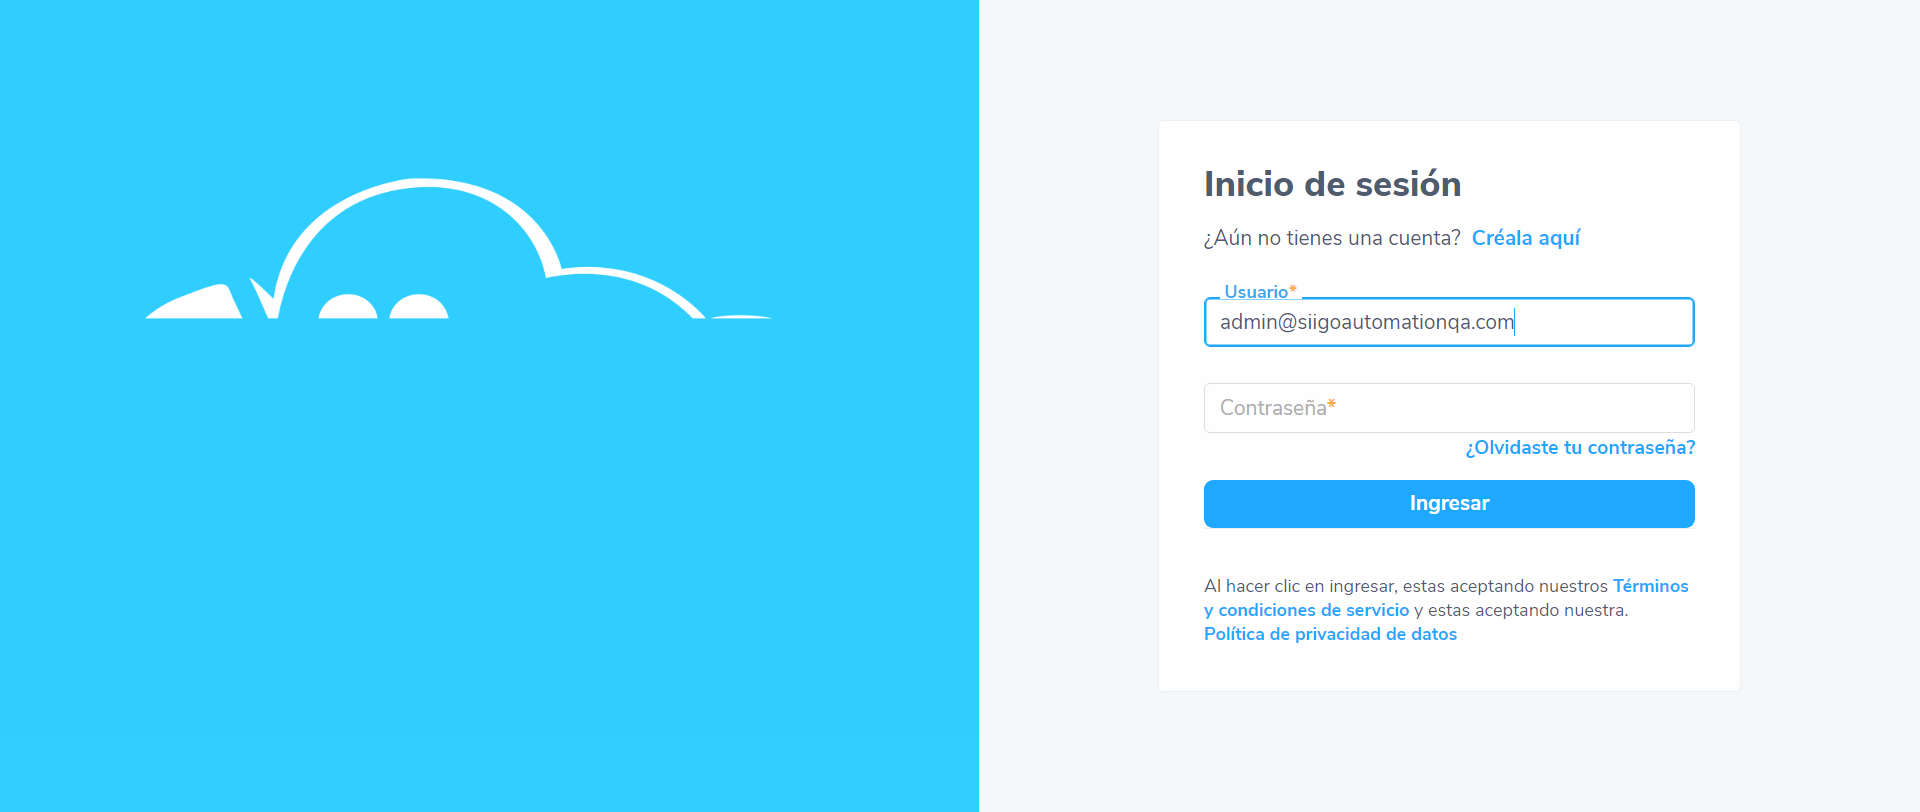 Inicio de sesión
¿Aún no tienes una cuenta? Créala aquí
Usuario*
admin@siigoautomationqa.com
Contraseña*
¿Olvidaste tu contraseña?
Ingresar
Al hacer clic en ingresar, estas aceptando nuestros Términos
y condiciones de servicio y estas aceptando nuestra.
Política de privacidad de datos